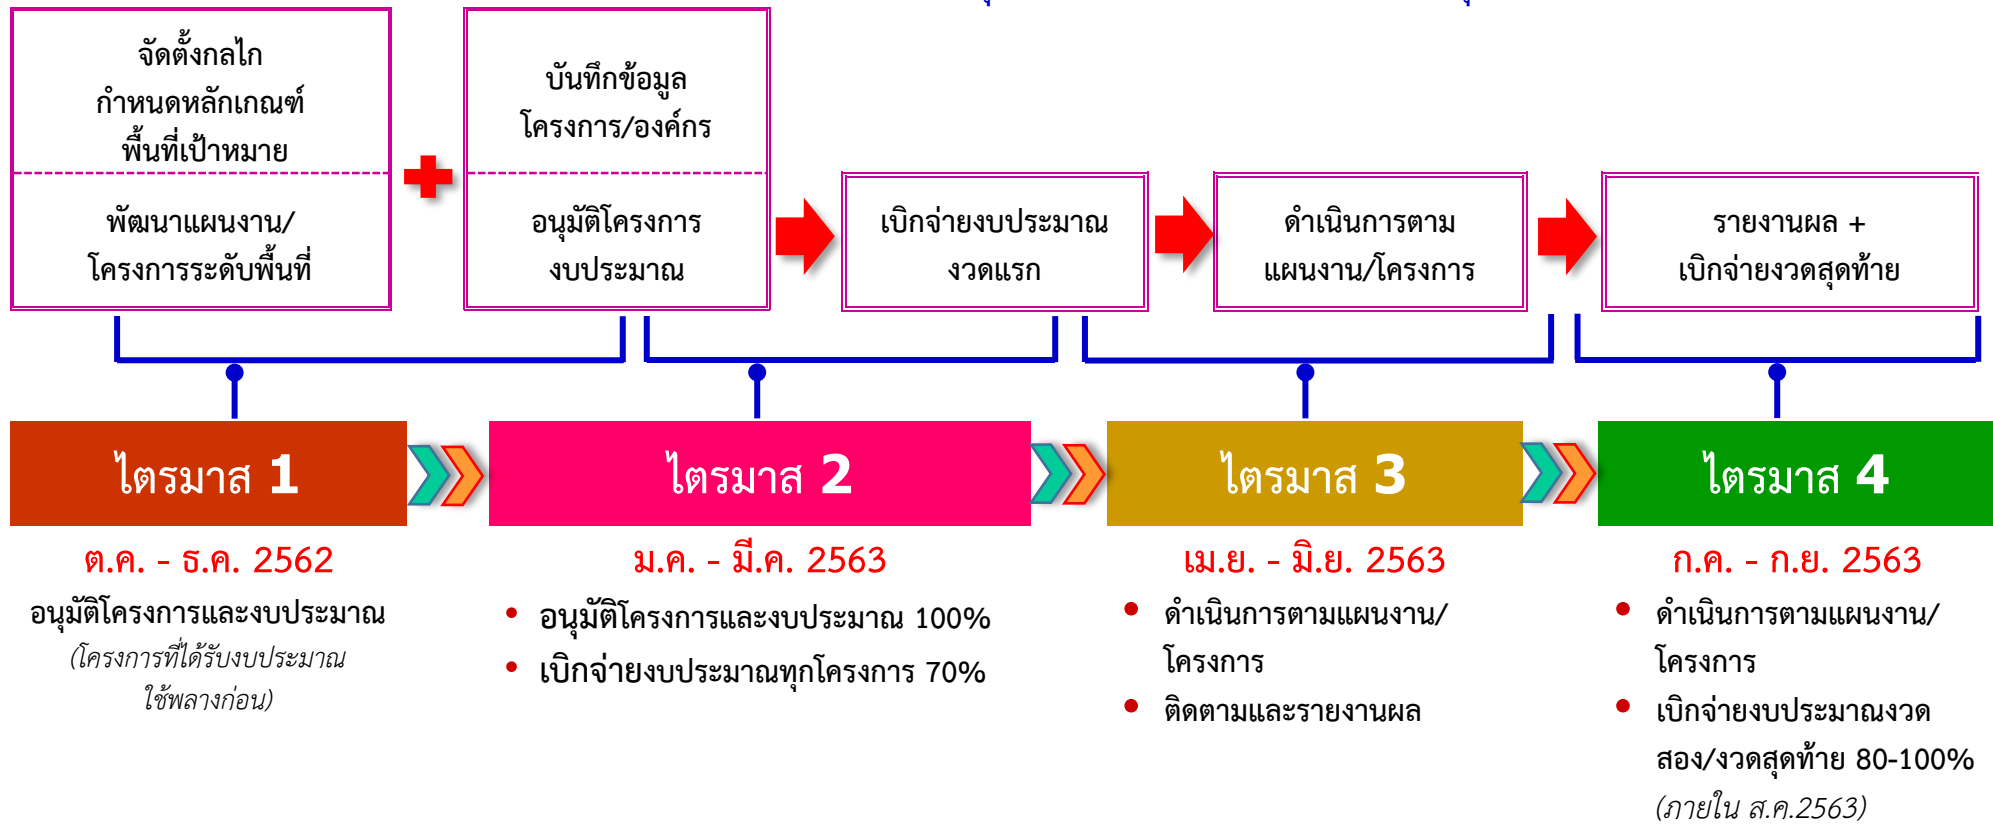 จัดตั้งกลไก
กำหนดหลักเกณฑ์
พื้นที่เป้าหมาย
พัฒนาแผนงาน/
โครงการระดับพื้นที่
บันทึกข้อมูล
โครงการ/องค์กร
อนุมัติโครงการ
งบประมาณ
เบิกจ่ายงบประมาณ
งวดแรก
ดำเนินการตาม
แผนงาน/โครงการ
รายงานผล +
เบิกจ่ายงวดสุดท้าย
ไตรมาส 1
ต.ค. - ธ.ค. 2562
อนุมัติโครงการและงบประมาณ
(โครงการที่ได้รับงบประมาณ
ใช้พลางก่อน)
ไตรมาส 2
ม.ค. - มี.ค. 2563
• อนุมัติโครงการและงบประมาณ 100%
• เบิกจ่ายงบประมาณทุกโครงการ 70%
ไตรมาส 3
เม.ย. - มิ.ย. 2563
• ดำเนินการตามแผนงาน/
โครงการ
• ติดตามและรายงานผล
ไตรมาส 4
ก.ค. - ก.ย. 2563
• ดำเนินการตามแผนงาน/
โครงการ
• เบิกจ่ายงบประมาณงวด
สอง/งวดสุดท้าย 80-100%
(ภายใน ส.ค.2563)